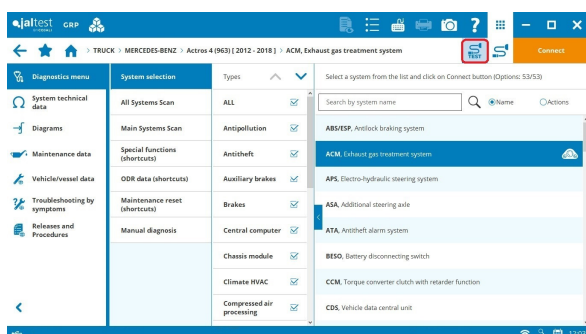 jaltest GRP
TRUCK > MERCEDES-BENZ > Actros 4 (963) [ 2012 - 2018 ] > ACM, Exhaust gas treatment system
TEST
Connect
Diagnostics menu
System technical data
Diagrams
Maintenance data
Vehicle/vessel data
Troubleshooting by symptoms
Releases and Procedures
System selection
All Systems Scan
Main Systems Scan
Special functions (shortcuts)
ODR data (shortcuts)
Maintenance reset (shortcuts)
Manual diagnosis
Types
ALL
Antipollution
Antitheft
Auxiliary brakes
Brakes
Central computer
Chassis module
Climate HVAC
Compressed air processing
Select a system from the list and click on Connect button (Options: 53/53)
Search by system name
Name
Actions
ABS/ESP, Antilock braking system
ACM, Exhaust gas treatment system
APS, Electro-hydraulic steering system
ASA, Additional steering axle
ATA, Antitheft alarm system
BESO, Battery disconnecting switch
CCM, Torque converter clutch with retarder function
CDS, Vehicle data central unit